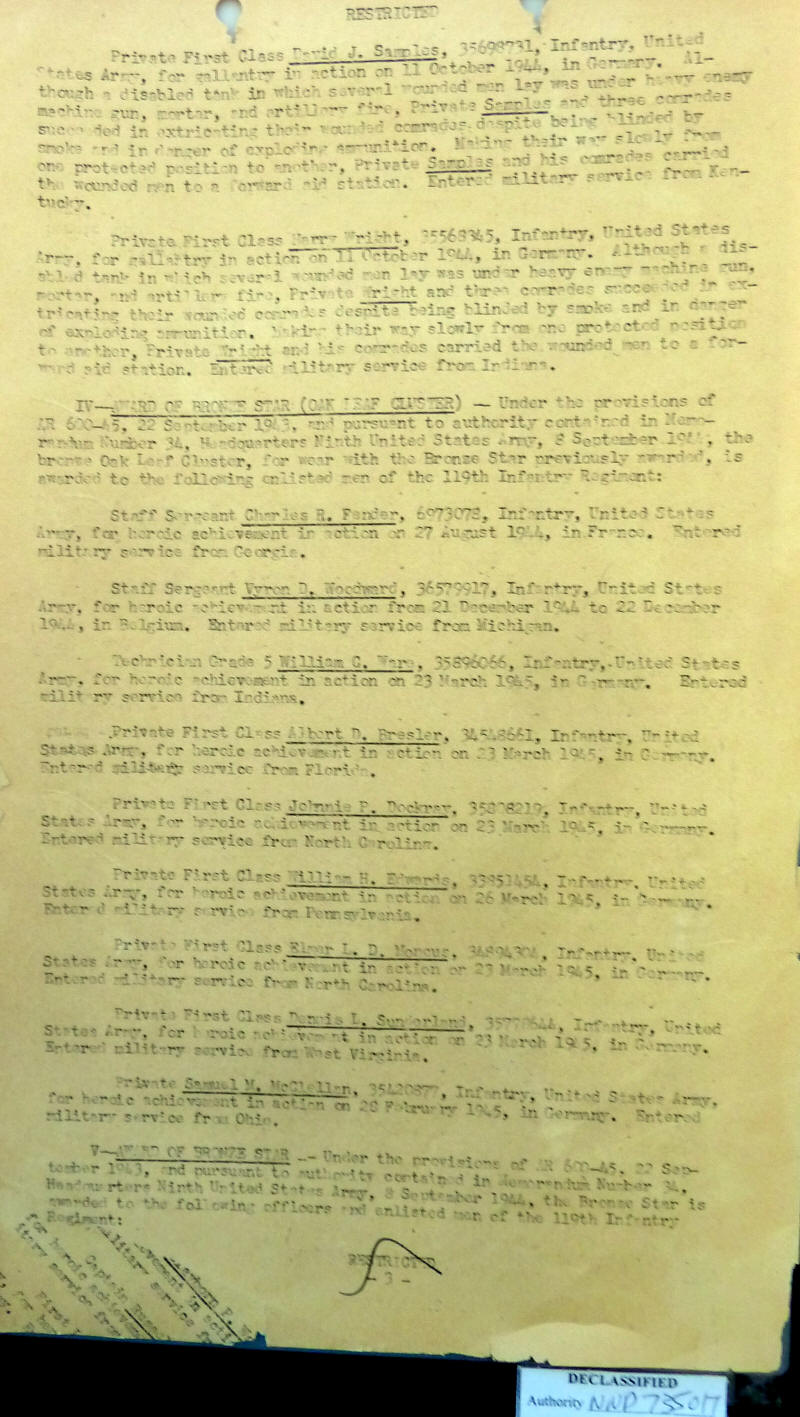 RESTRICTED
Private First Class David J. Samples, 35698731, Infantry, United
States Army, for gallantry in action on 11 October 1944, in Germany. Al-
though a disabled tank in which several wounded men lay was under heavy enemy
machine gun, mortar, and artillery fire, Private Samples and three comrades
succeeded in extricating their wounded comrades despite being blinded by
smoke and in danger of exploding ammunition. Making their way slowly from
one protected position to another, Private Samples and his comrades carried
the wounded men to a forward aid station. Entered military service from Ken-
tucky.
Private First Class Wright, 35563345, Infantry, United States
Army, for gallantry in action on 11 October 1944, in Germany. Although a dis-
abled tank in which several wounded men lay was under heavy enemy machine gun,
mortar, and artillery fire, Private Wright and three comrades succeeded in ex-
tricating their wounded comrades despite being blinded by smoke and in danger
of exploding ammunition. Making their way slowly from one protected position
to another, Private Wright and his comrades carried the wounded men to a for-
ward aid station. Entered military service from Indiana.
IV—AWARD OF BRONZE STAR (OAK LEAF CLUSTER) — Under the provisions of
AR 600-45, 22 September 1943, and pursuant to authority contained in Memo-
randum Number 34, Headquarters Ninth United States Army, 8 September 1944, the
bronze Oak Leaf Cluster, for wear with the Bronze Star previously awarded, is
awarded to the following enlisted men of the 119th Infantry Regiment:
Staff Sergeant Charles R. 6973073, Infantry, United States
Army, for heroic achievement in action on 27 August 1944, in France. Entered
military service from Georgia.
Staff Sergeant D. Woodward, 36579917, Infantry, United States
Army, for heroic achievement in action from 21 December 1944 to 22 December
1944, in Belgium. Entered military service from Michigan.
Technician Grade 5 William C. 35896066, Infantry, United States
Army, for heroic achievement in action on 23 March 1945, in Germany. Entered
military service from Indiana.
Private First Class Albert D. Bresler, Infantry, United
States Army, for heroic achievement in action on 23 March 1945, in Germany.
Entered military service from Florida.
Private First Class Johnnie P. Infantry, United
States Army, for heroic achievement in action on 23 March 1945, in Germany.
Entered military service from North Carolina.
Private First Class William H. Edwards, Infantry, United
States Army, for heroic achievement in action on 26 March 1945, in Germany.
Entered military service from Pennsylvania.
Private First Class L. D. Infantry, United
States Army, for heroic achievement in action on 23 March 1945, in Germany.
Entered military service from North Carolina.
Private First Class Dennis L. Infantry, United
States Army, for heroic achievement in action on 23 March 1945, in Germany.
Entered military service from West Virginia.
Private Samuel M. McClellan, Infantry, United States Army,
for heroic achievement in action on February 1945, in Germany. Entered
military service from Ohio.
V—AWARD OF BRONZE STAR — Under the provisions of AR 600-45, 22 Sep-
tember 1943, and pursuant to authority contained in Memorandum Number 34,
Headquarters Ninth United States Army, 8 September 1944, the Bronze Star is
awarded to the following officers and enlisted men of the 119th Infantry
Regiment:
RESTRICTED
- 3 -
Captain
DECLASSIFIED
Authority NND 735017